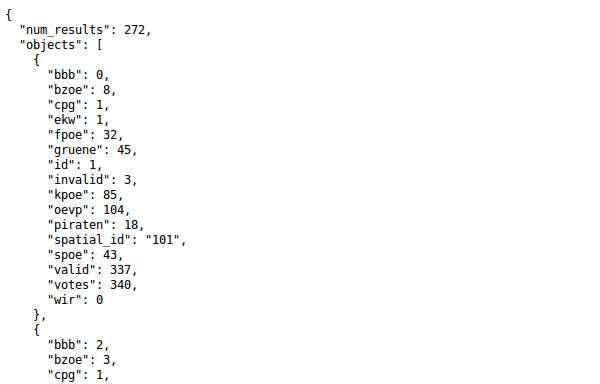 {
  "num_results": 272,
  "objects": [
    {
      "bbb": 0,
      "bzoe": 8,
      "cpg": 1,
      "ekw": 1,
      "fpoe": 32,
      "gruene": 45,
      "id": 1,
      "invalid": 3,
      "kpoe": 85,
      "oevp": 104,
      "piraten": 18,
      "spatial_id": "101",
      "spoe": 43,
      "valid": 337,
      "votes": 340,
      "wir": 0
    },
    {
      "bbb": 2,
      "bzoe": 3,
      "cpg": 1,